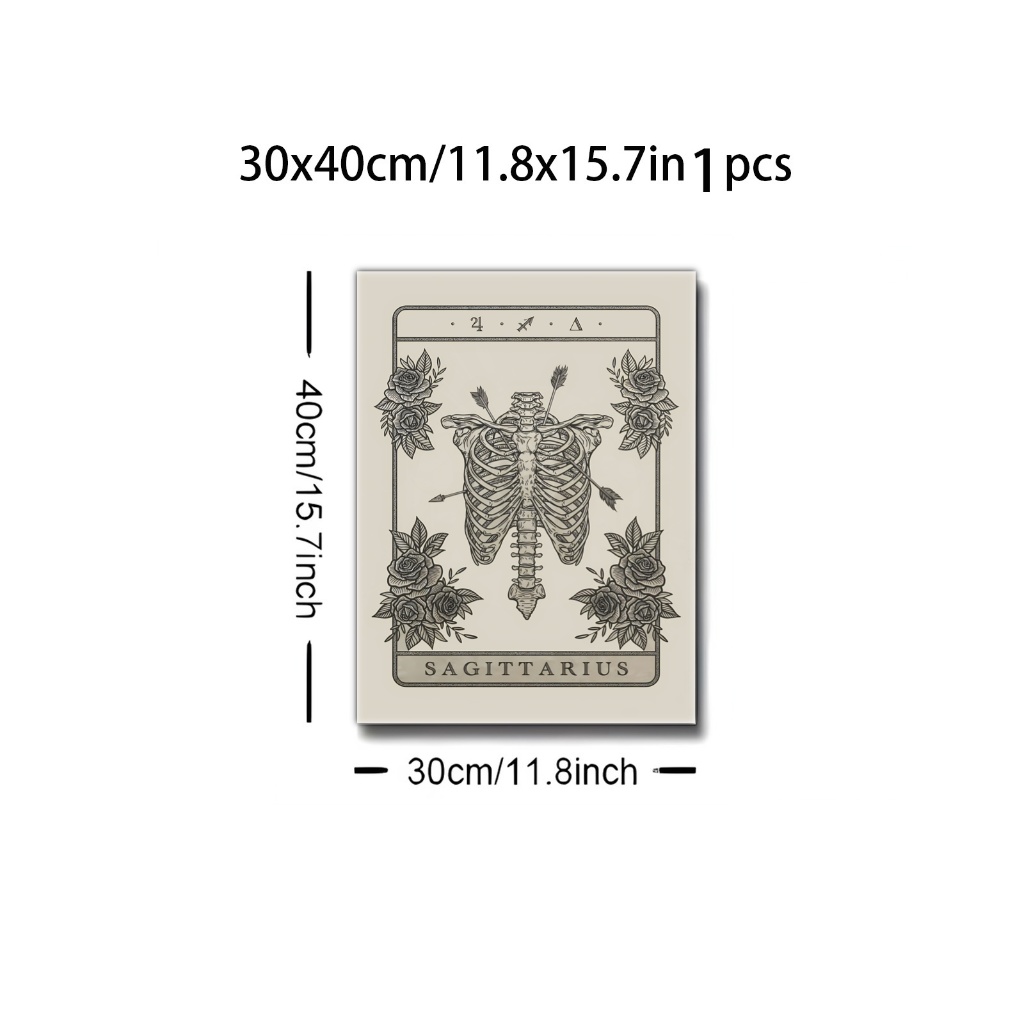 30x40cm/11.8x15.7in 1 pcs
· ♃ · ♐ · Δ ·
40cm/15.7inch
SAGITTARIUS
30cm/11.8inch